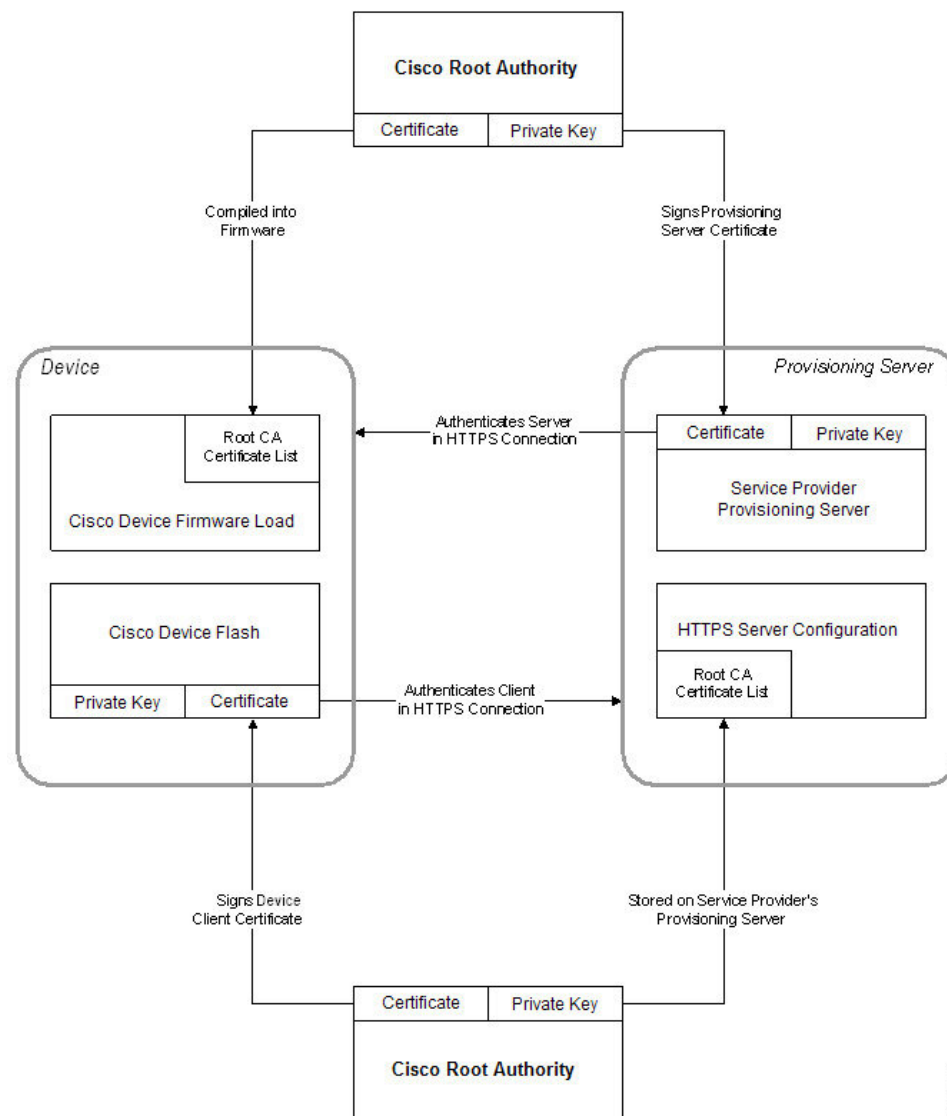 Cisco Root Authority
Certificate
Private Key
Compiled into
Firmware
Signs Provisioning
Server Certificate
Device
Provisioning Server
Root CA
Certificate List
Cisco Device Firmware Load
Authenticates Server
in HTTPS Connection
Certificate
Private Key
Service Provider
Provisioning Server
Cisco Device Flash
Private Key
Certificate
Authenticates Client
in HTTPS Connection
HTTPS Server Configuration
Root CA
Certificate List
Signs Device
Client Certificate
Stored on Service Provider's
Provisioning Server
Certificate
Private Key
Cisco Root Authority